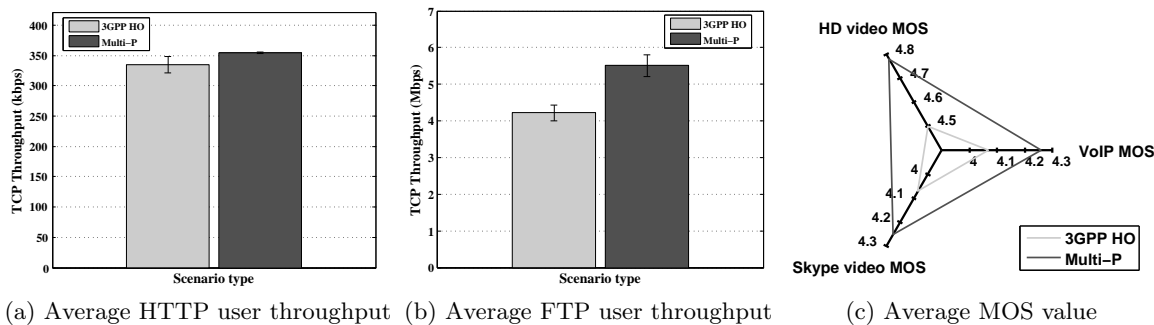 3GPP HO
Multi-P
TCP Throughput (kbps)
400
350
300
250
200
150
100
50
0
Scenario type
(a) Average HTTP user throughput
3GPP HO
Multi-P
TCP Throughput (Mbps)
7
6
5
4
3
2
1
0
Scenario type
(b) Average FTP user throughput
HD video MOS
4.8
4.7
4.6
4.5
4 4.1 4.2 4.3
VoIP MOS
4
4.1
4.2
4.3
Skype video MOS
3GPP HO
Multi-P
(c) Average MOS value